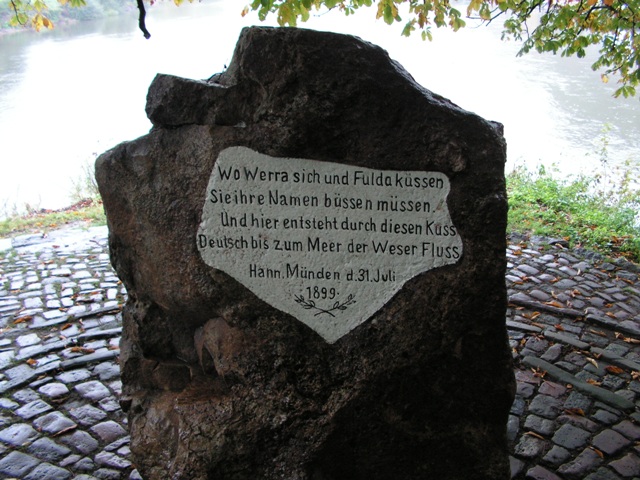 Wo Werra sich und Fulda küssen
Sie ihre Namen büssen müssen.
Und hier entsteht durch diesen Kuss
Deutsch bis zum Meer der Weser Fluss.
Hann. Münden d. 31. Juli
· 1899 ·